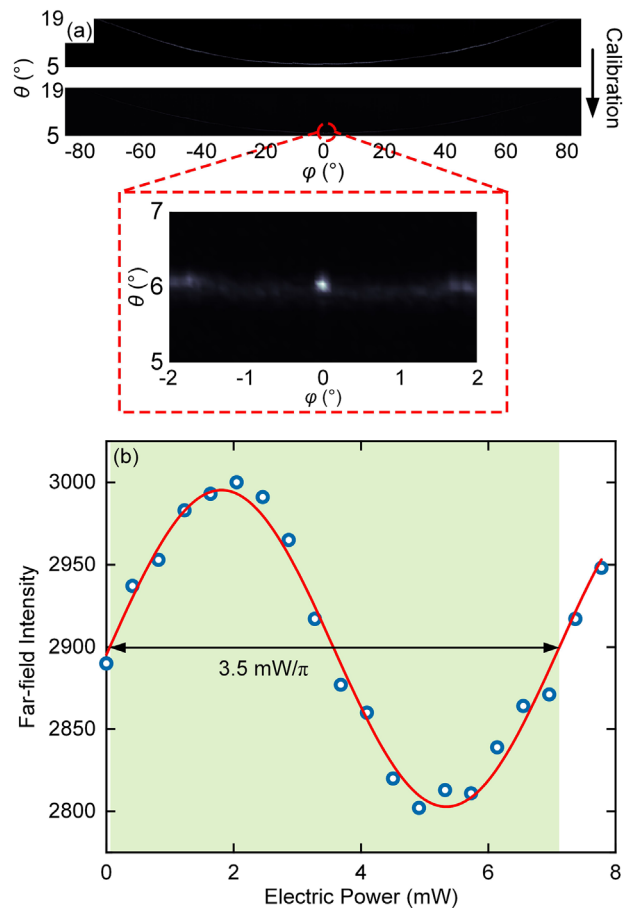 (a)
19
5
θ (°)
19
5
-80 -60 -40 -20 0 20 40 60 80
φ (°)
Calibration
7
6
5
θ (°)
-2 -1 0 1 2
φ (°)
(b)
3000
2950
2900
2850
2800
Far-field Intensity
3.5 mW/π
0 2 4 6 8
Electric Power (mW)